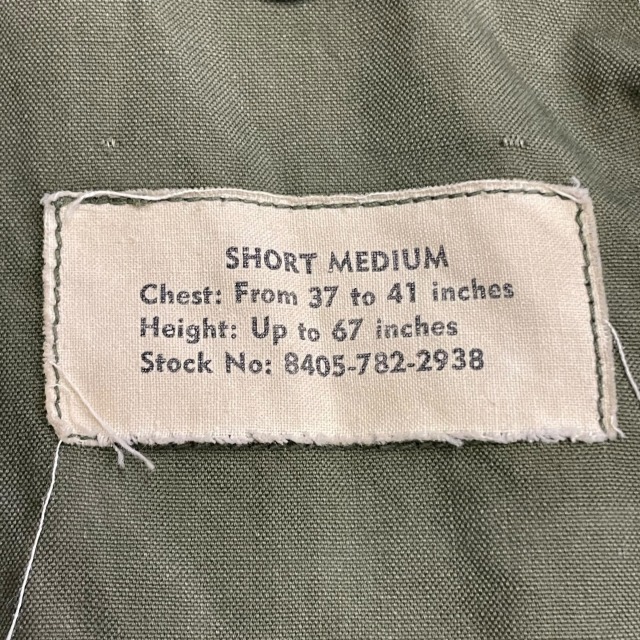 SHORT MEDIUM
Chest: From 37 to 41 inches
Height: Up to 67 inches
Stock No: 8405-782-2938